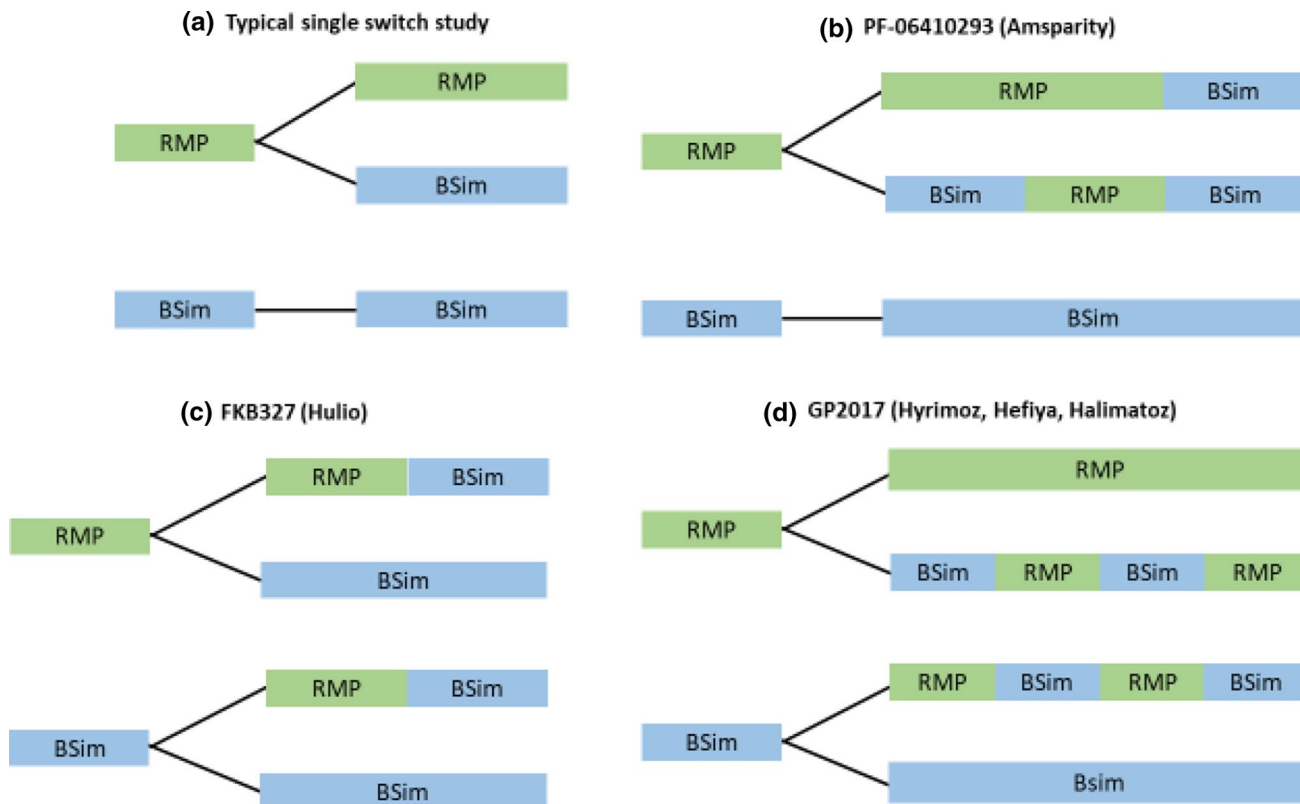 (a) Typical single switch study
RMP
RMP
BSim
BSim
BSim
(b) PF-06410293 (Amsparity)
RMP
BSim
RMP
BSim
RMP
BSim
BSim
BSim
(c) FKB327 (Hulio)
RMP
BSim
RMP
BSim
RMP
BSim
BSim
BSim
(d) GP2017 (Hyrimoz, Hefiya, Halimatoz)
RMP
RMP
BSim
RMP
BSim
RMP
RMP
BSim
RMP
BSim
BSim
Bsim